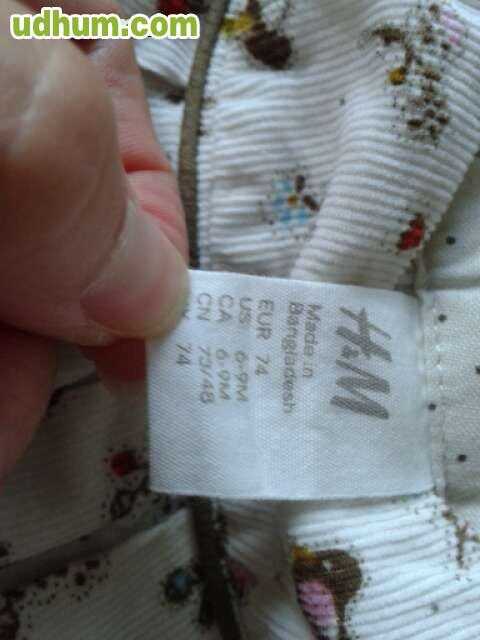 udhum.com
H&M
Made in
Bangladesh
EUR 74
US 6-9M
CA 6-9M
CN 73/48
74